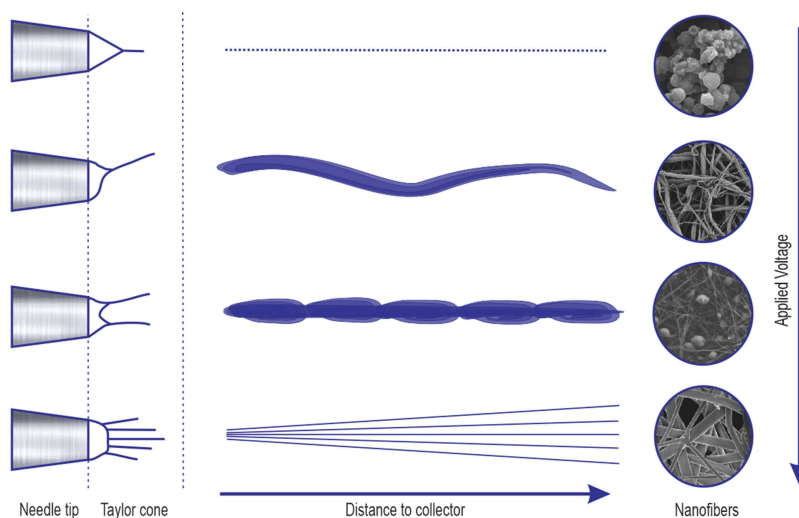 Applied Voltage
Needle tip
Taylor cone
Distance to collector
Nanofibers